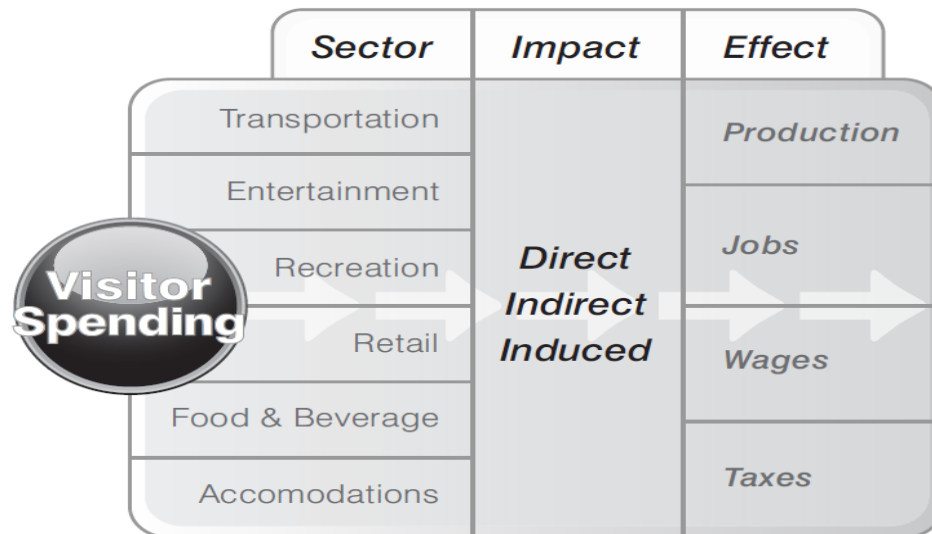 Sector
Impact
Effect
Visitor
Spending
Transportation
Entertainment
Recreation
Retail
Food & Beverage
Accomodations
Direct
Indirect
Induced
Production
Jobs
Wages
Taxes